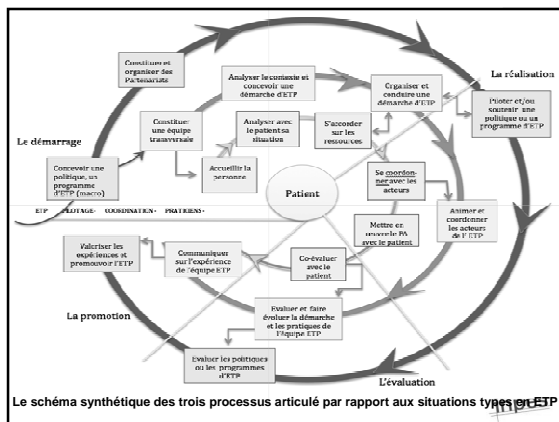 Constituer et
organiser des
Partenariats
Analyser le contexte et
concevoir une
démarche d'ETP
Organiser et
conduire une
démarche d'ETP
La réalisation
Piloter et/ou
soutenir une
politique ou un
programme d'ETP
Constituer
une équipe
transversale
Analyser avec
le patient sa
situation
S'accorder
sur les
ressources
Le démarrage
Concevoir une
politique, un
programme
d'ETP (macro)
Accueillir la
personne
Patient
Se coordon-
ner avec les
acteurs
ETP PILOTAGE- COORDINATION- PRATICIENS-
Animer et
coordonner
les acteurs
de l'ETP
Mettre en
oeuvre le PA
avec le patient
Valoriser les
expériences et
promouvoir l'ETP
Communiquer
sur l'expérience
de l'équipe ETP
Co-évaluer
avec le
patient
La promotion
Evaluer et faire
évoluer la démarche
et les pratiques de
l'équipe ETP
Evaluer les politiques
ou les programmes
d'ETP
L'évaluation
Le schéma synthétique des trois processus articulé par rapport aux situations types en ETP
inpes